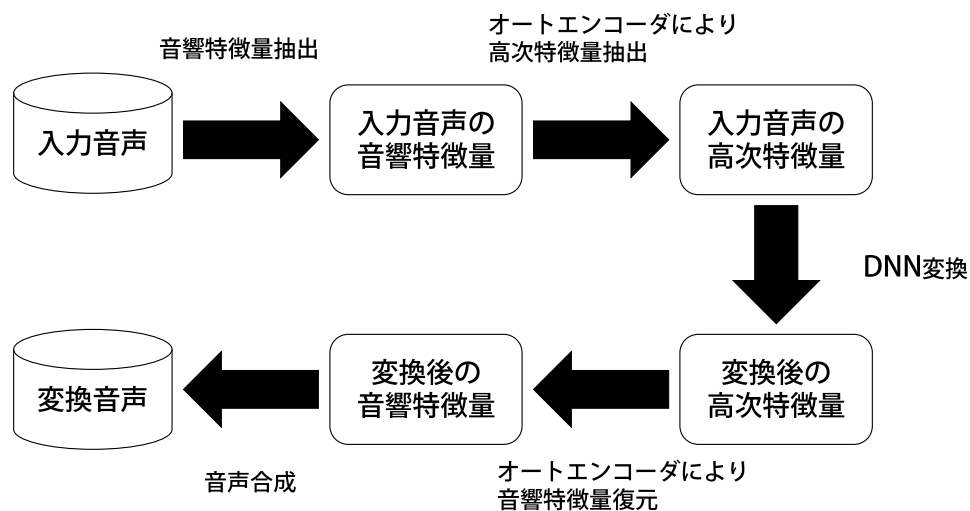 音響特徴量抽出
オートエンコーダにより
高次特徴量抽出
入力音声
入力音声の
音響特徴量
入力音声の
高次特徴量
DNN変換
変換後の
高次特徴量
変換後の
音響特徴量
変換音声
オートエンコーダにより
音響特徴量復元
音声合成